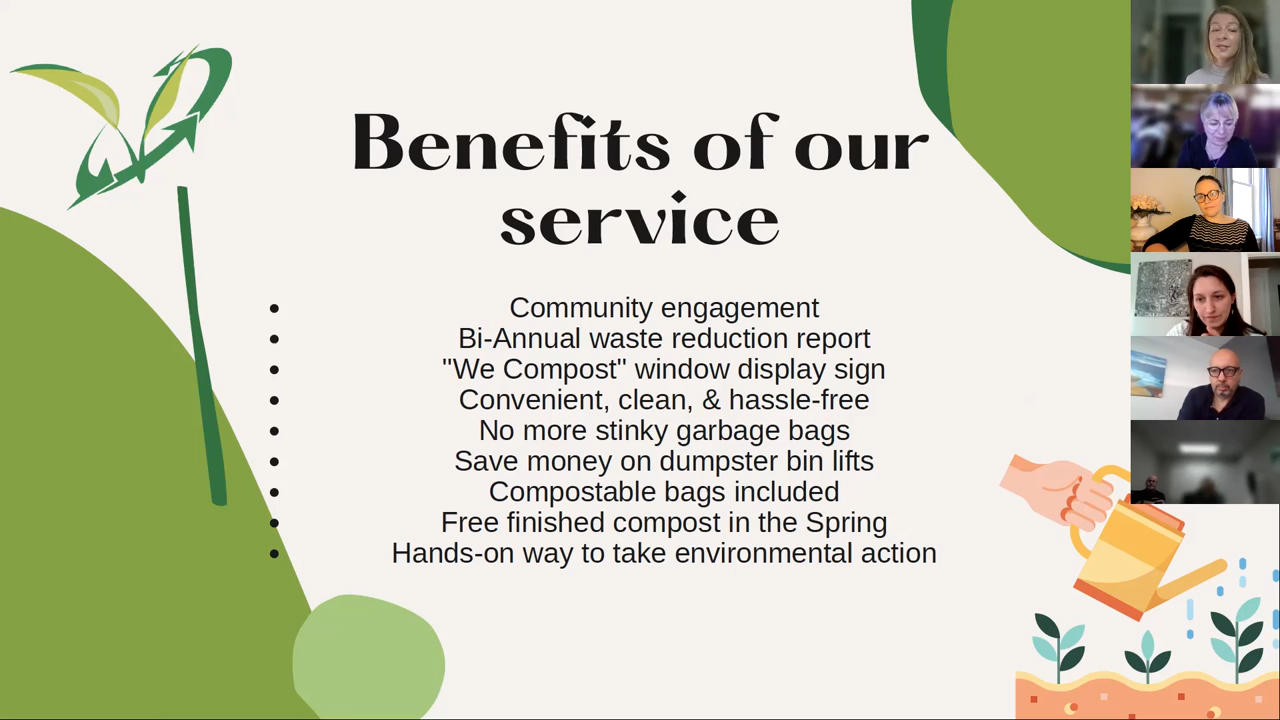 Benefits of our
service
Community engagement
Bi-Annual waste reduction report
"We Compost" window display sign
Convenient, clean, & hassle-free
No more stinky garbage bags
Save money on dumpster bin lifts
Compostable bags included
Free finished compost in the Spring
Hands-on way to take environmental action